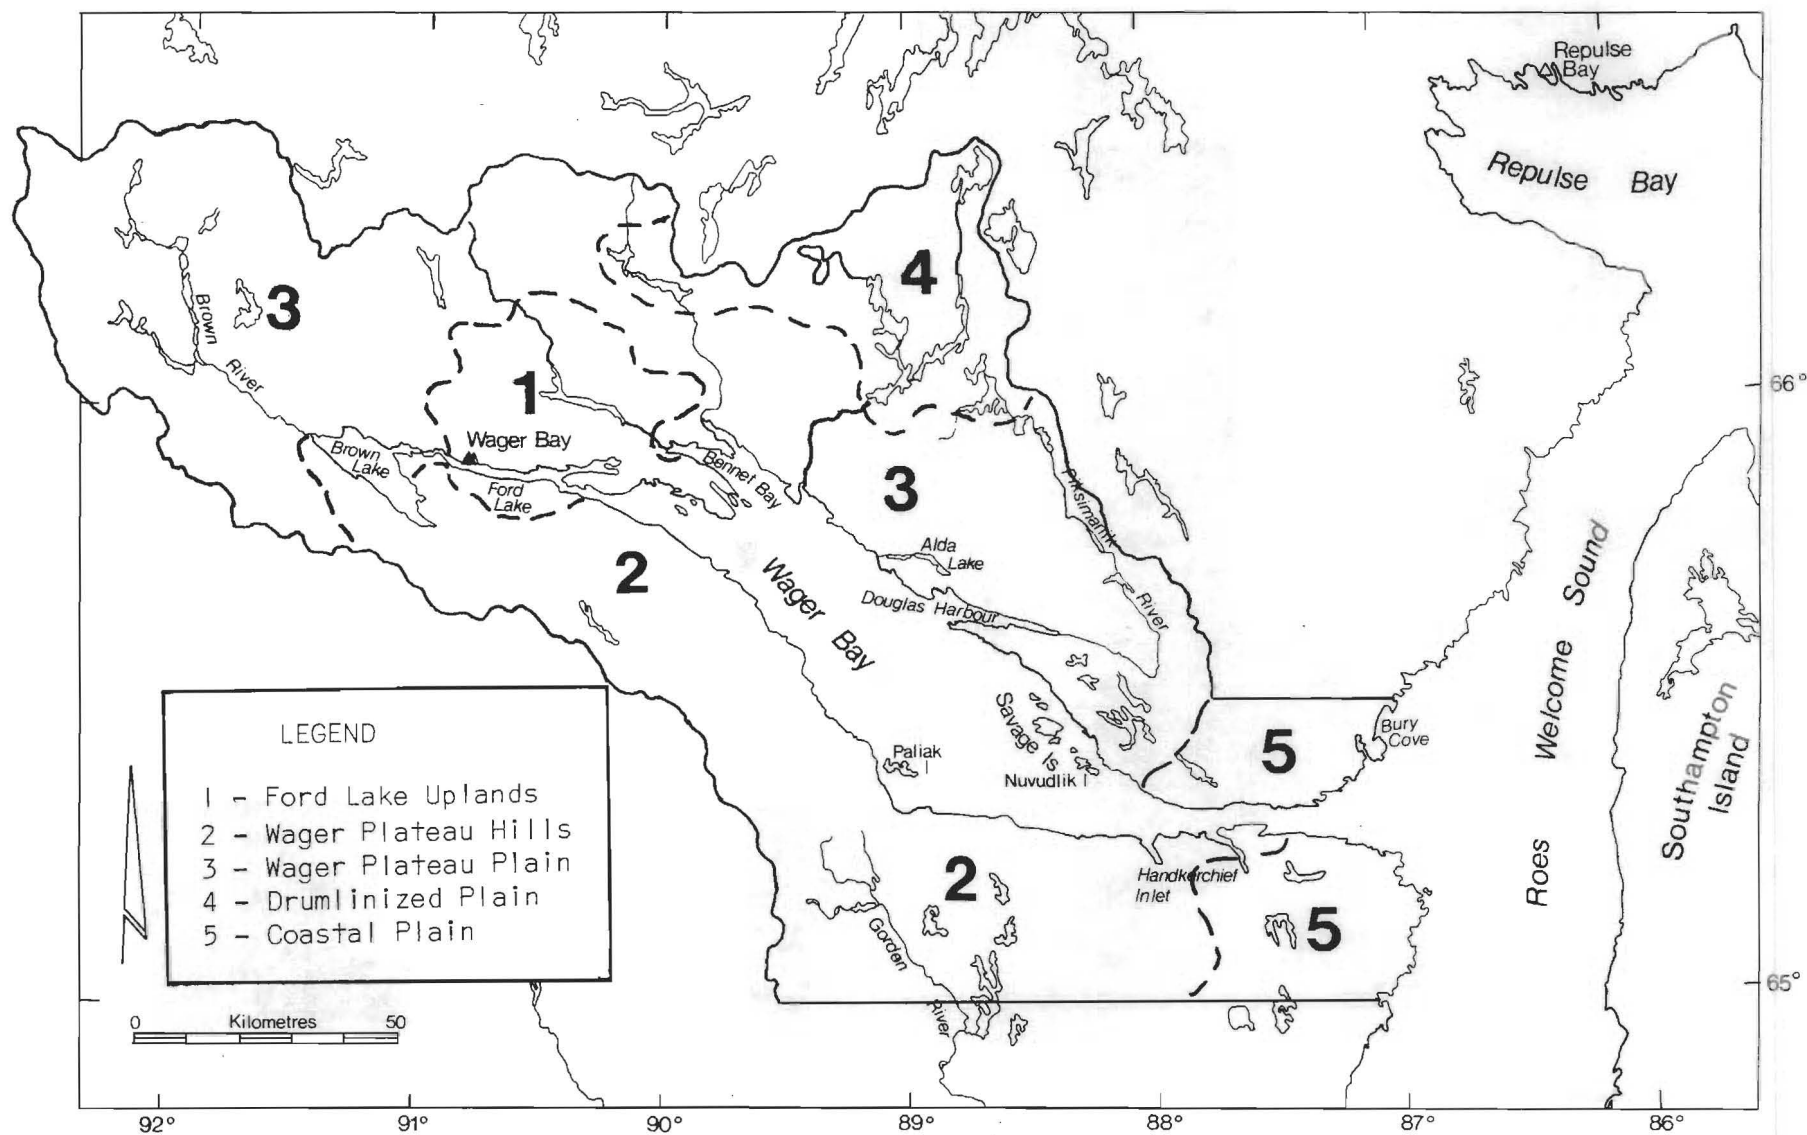 Repulse
Bay
Repulse Bay
4
3
Brown
River
66°
1
Wager Bay
Brown
Lake
Bennet Bay
Ford
Lake
3
Piksimanik
River
Alda
Lake
2
Wager Bay
Douglas Harbour
Roes Welcome Sound
Southampton
Island
Savage Is
Bury
Cove
5
Paliak
I
Nuvudlik I
LEGEND
1 - Ford Lake Uplands
2 - Wager Plateau Hills
3 - Wager Plateau Plain
4 - Drumlinized Plain
5 - Coastal Plain
2
Handkerchief
Inlet
5
Gordon
River
65°
0 Kilometres 50
92° 91° 90° 89° 88° 87° 86°